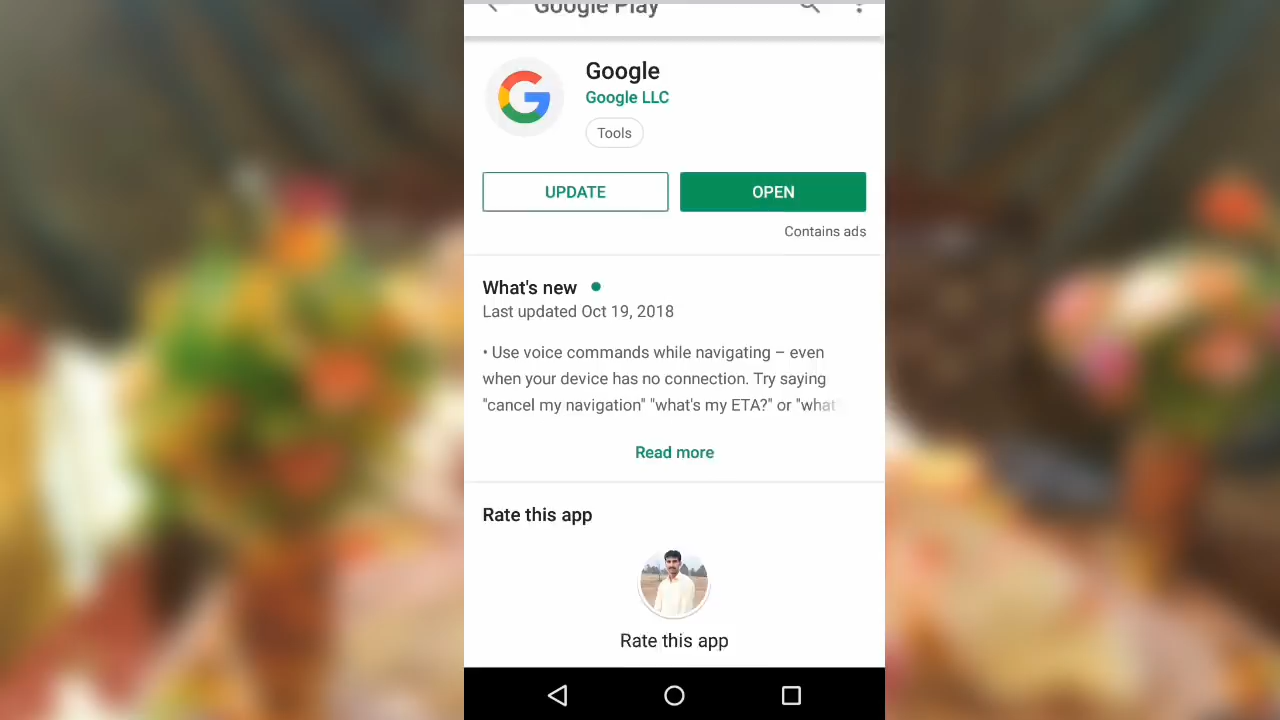 Google Play
Google
Google LLC
Tools
UPDATE
OPEN
Contains ads
What's new
Last updated Oct 19, 2018
• Use voice commands while navigating – even
when your device has no connection. Try saying
"cancel my navigation" "what's my ETA?" or "what
Read more
Rate this app
Rate this app